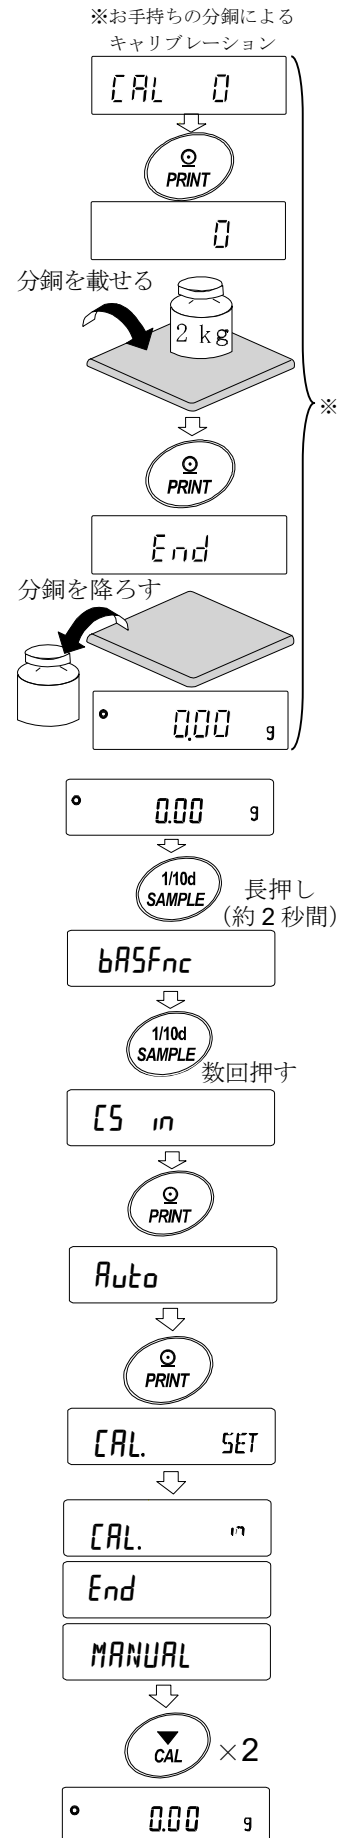 ※お手持ちの分銅による
キャリブレーション
CAL 0
PRINT
0
分銅を載せる
2 kg
※
PRINT
End
分銅を降ろす
0.00 g
0.00 g
1/10d
SAMPLE
長押し
(約 2 秒間)
bASFnc
1/10d
SAMPLE
数回押す
CS in
PRINT
Auto
PRINT
CAL. SET
CAL. in
End
MANUAL
CAL
×2
0.00 g